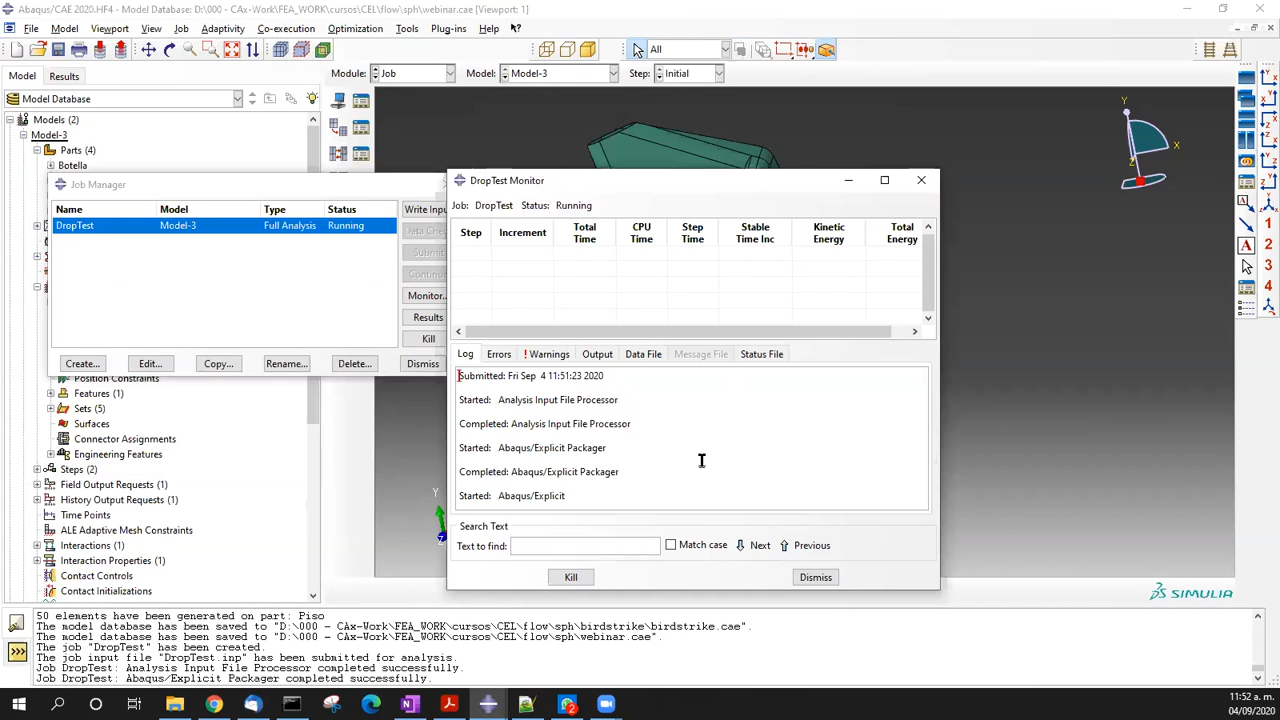 Abaqus/CAE 2020.HF4 - Model Database: D:\000 - CAx-Work\FEA_WORK\cursos\CEL\flow\sph\webinar.cae [Viewport: 1]
File Model Viewport View Job Adaptivity Co-execution Optimization Tools Plug-ins Help
All
Model Results
Module: Job Model: Model-3 Step: Initial
Model Database
Models (2)
Model-3
Parts (4)
Botella
Job Manager
Name Model Type Status
DropTest Model-3 Full Analysis Running
Write Inpu
Data Chec
Submit
Continue
Monitor...
Results
Kill
Create... Edit... Copy... Rename... Delete... Dismiss
Position Constraints
Features (1)
Sets (5)
Surfaces
Connector Assignments
Engineering Features
Steps (2)
Field Output Requests (1)
History Output Requests (1)
Time Points
ALE Adaptive Mesh Constraints
Interactions (1)
Interaction Properties (1)
Contact Controls
Contact Initializations
DropTest Monitor
Job: DropTest Status: Running
Step Increment Total Time CPU Time Step Time Stable Time Inc Kinetic Energy Total Energy
Log Errors ! Warnings Output Data File Message File Status File
Submitted: Fri Sep 4 11:51:23 2020
Started: Analysis Input File Processor
Completed: Analysis Input File Processor
Started: Abaqus/Explicit Packager
Completed: Abaqus/Explicit Packager
Started: Abaqus/Explicit
Search Text
Text to find: Match case Next Previous
Kill Dismiss
Y
X
Z
Y
Z
A
1
2
3
4
SIMULIA
50 elements have been generated on part: Piso
The model database has been saved to "D:\000 - CAx-Work\FEA_WORK\cursos\CEL\flow\sph\birdstrike\birdstrike.cae".
The model database has been saved to "D:\000 - CAx-Work\FEA_WORK\cursos\CEL\flow\sph\webinar.cae".
The job "DropTest" has been created.
The job input file "DropTest.inp" has been submitted for analysis.
Job DropTest: Analysis Input File Processor completed successfully.
Job DropTest: Abaqus/Explicit Packager completed successfully.
11:52 a. m.
04/09/2020